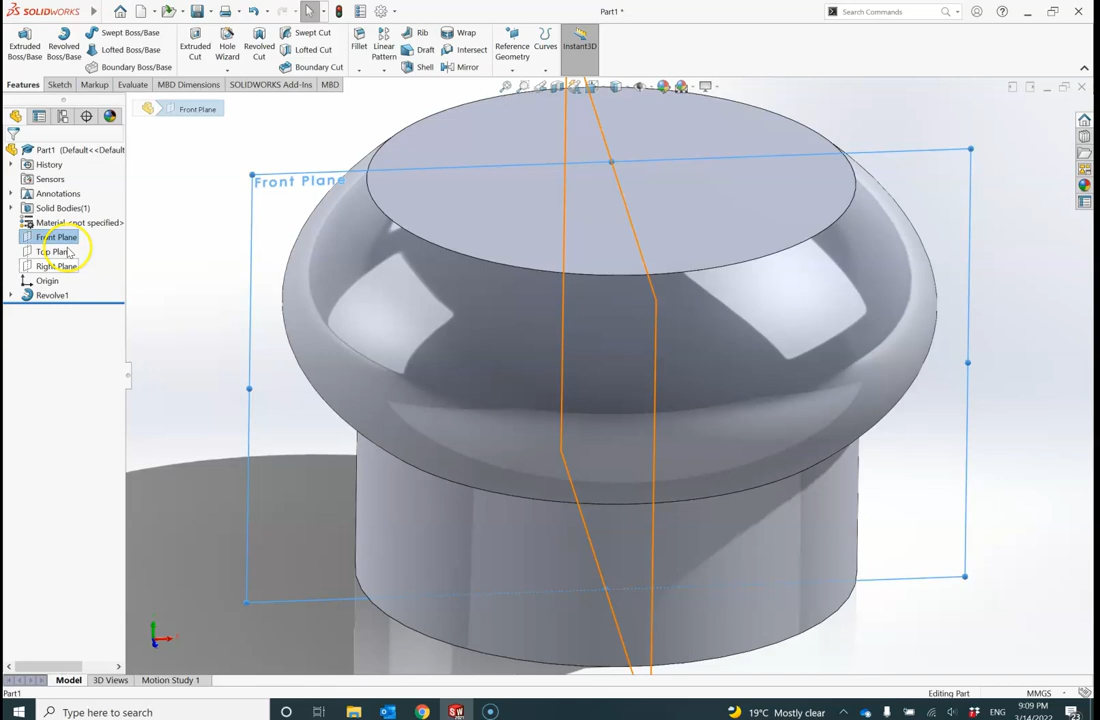 SOLIDWORKS
Part1 *
Search Commands
Extruded Boss/Base
Revolved Boss/Base
Swept Boss/Base
Lofted Boss/Base
Boundary Boss/Base
Extruded Cut
Hole Wizard
Revolved Cut
Swept Cut
Lofted Cut
Boundary Cut
Fillet
Linear Pattern
Rib
Draft
Shell
Wrap
Intersect
Mirror
Reference Geometry
Curves
Instant3D
Features
Sketch
Markup
Evaluate
MBD Dimensions
SOLIDWORKS Add-Ins
MBD
Front Plane
Part1 (Default<<Default
History
Sensors
Annotations
Solid Bodies(1)
Material <not specified>
Front Plane
Top Plane
Right Plane
Origin
Revolve1
Front Plane
Model
3D Views
Motion Study 1
Part1
Editing Part
MMGS
Type here to search
19°C Mostly clear
ENG
9:09 PM
3/14/2022